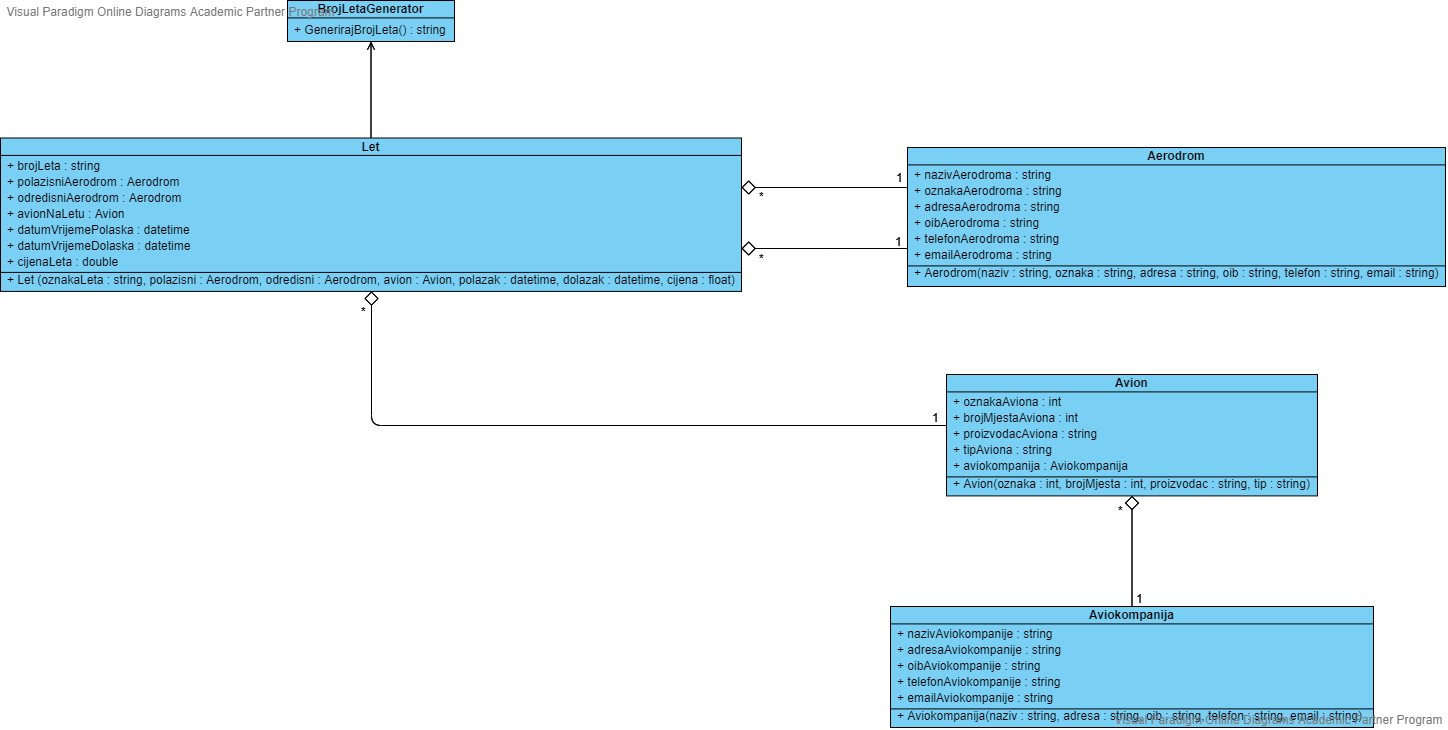 Visual Paradigm Online Diagrams Academic Partner Program
BrojLetaGenerator
+ GenerirajBrojLeta() : string
Let
+ brojLeta : string
+ polazisniAerodrom : Aerodrom
+ odredisniAerodrom : Aerodrom
+ avionNaLetu : Avion
+ datumVrijemePolaska : datetime
+ datumVrijemeDolaska : datetime
+ cijenaLeta : double
+ Let (oznakaLeta : string, polazisni : Aerodrom, odredisni : Aerodrom, avion : Avion, polazak : datetime, dolazak : datetime, cijena : float)
1
*
1
*
*
Aerodrom
+ nazivAerodroma : string
+ oznakaAerodroma : string
+ adresaAerodroma : string
+ oibAerodroma : string
+ telefonAerodroma : string
+ emailAerodroma : string
+ Aerodrom(naziv : string, oznaka : string, adresa : string, oib : string, telefon : string, email : string)
1
Avion
+ oznakaAviona : int
+ brojMjestaAviona : int
+ proizvodacAviona : string
+ tipAviona : string
+ aviokompanija : Aviokompanija
+ Avion(oznaka : int, brojMjesta : int, proizvodac : string, tip : string)
*
1
Aviokompanija
+ nazivAviokompanije : string
+ adresaAviokompanije : string
+ oibAviokompanije : string
+ telefonAviokompanije : string
+ emailAviokompanije : string
+ Aviokompanija(naziv : string, adresa : string, oib : string, telefon : string, email : string)
Visual Paradigm Online Diagrams Academic Partner Program